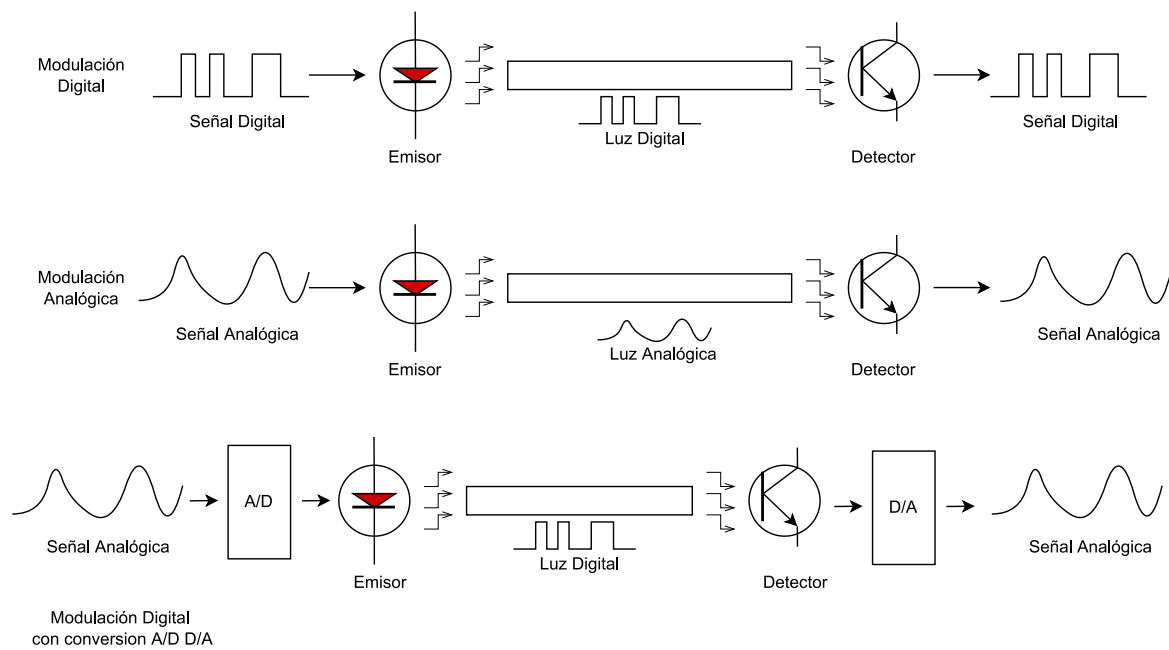 Modulación
Digital
Señal Digital
Emisor
Luz Digital
Detector
Señal Digital
Modulación
Analógica
Señal Analógica
Emisor
Luz Analógica
Detector
Señal Analógica
Señal Analógica
A/D
Emisor
Luz Digital
Detector
D/A
Señal Analógica
Modulación Digital
con conversion A/D D/A